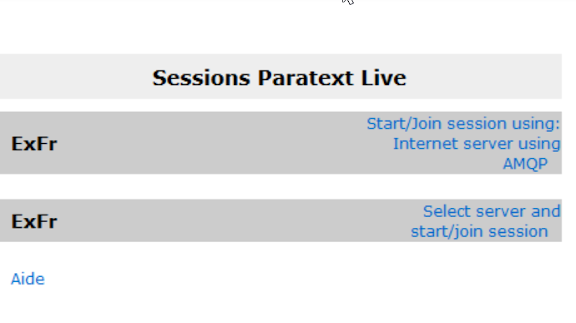 Sessions Paratext Live
ExFr
Start/Join session using:
Internet server using
AMQP
ExFr
Select server and
start/join session
Aide